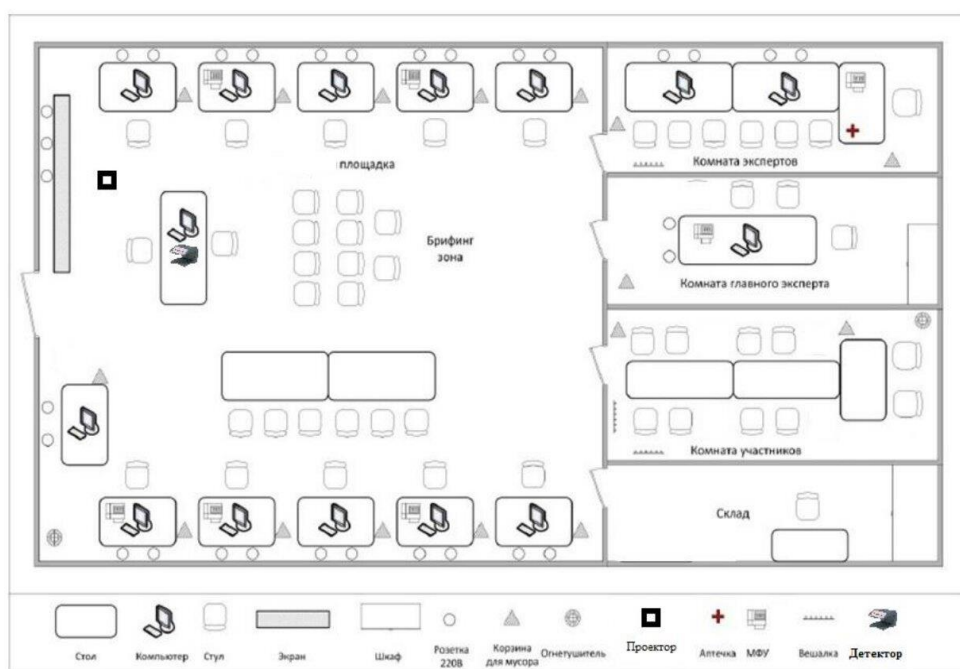 площадка
Комната экспертов
Брифинг
зона
Комната главного эксперта
Комната участников
Склад
Стол
Компьютер
Стул
Экран
Шкаф
Розетка
220В
Корзина
для мусора
Огнетушитель
Проектор
Аптечка
МФУ
Вешалка
Детектор